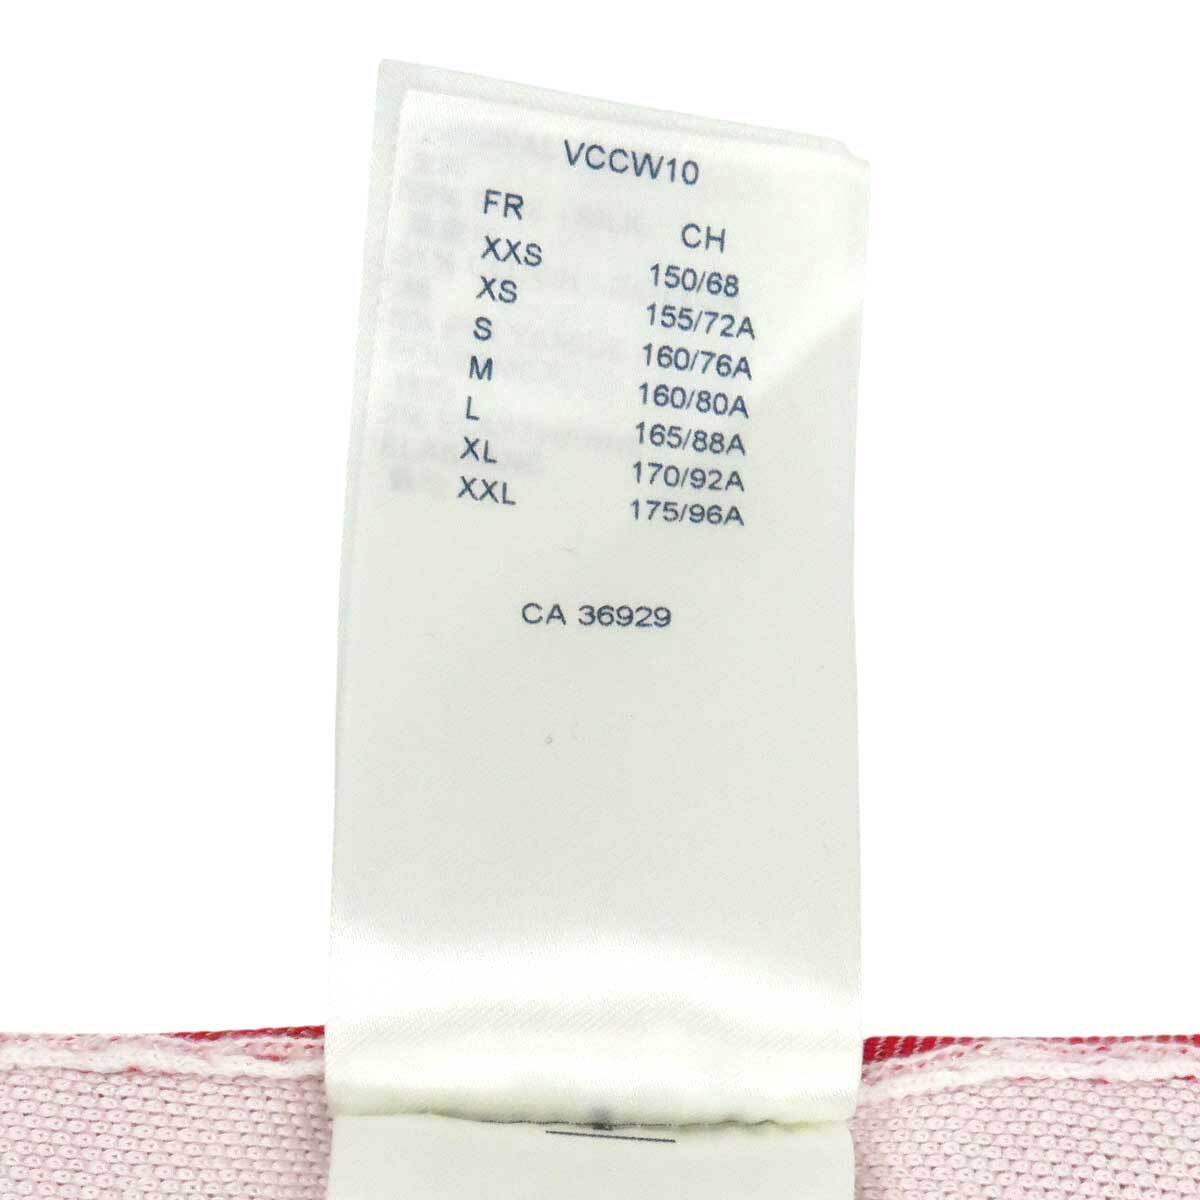 VCCW10
FR CH
XXS 150/68
XS 155/72A
S 160/76A
M 160/80A
L 165/88A
XL 170/92A
XXL 175/96A
CA 36929